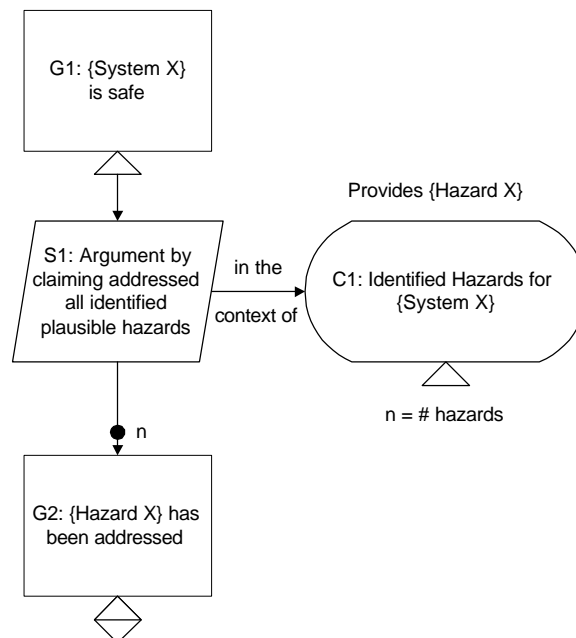 G1: {System X}
is safe
Provides {Hazard X}
S1: Argument by
claiming addressed
all identified
plausible hazards
in the
context of
C1: Identified Hazards for
{System X}
n = # hazards
n
G2: {Hazard X} has
been addressed